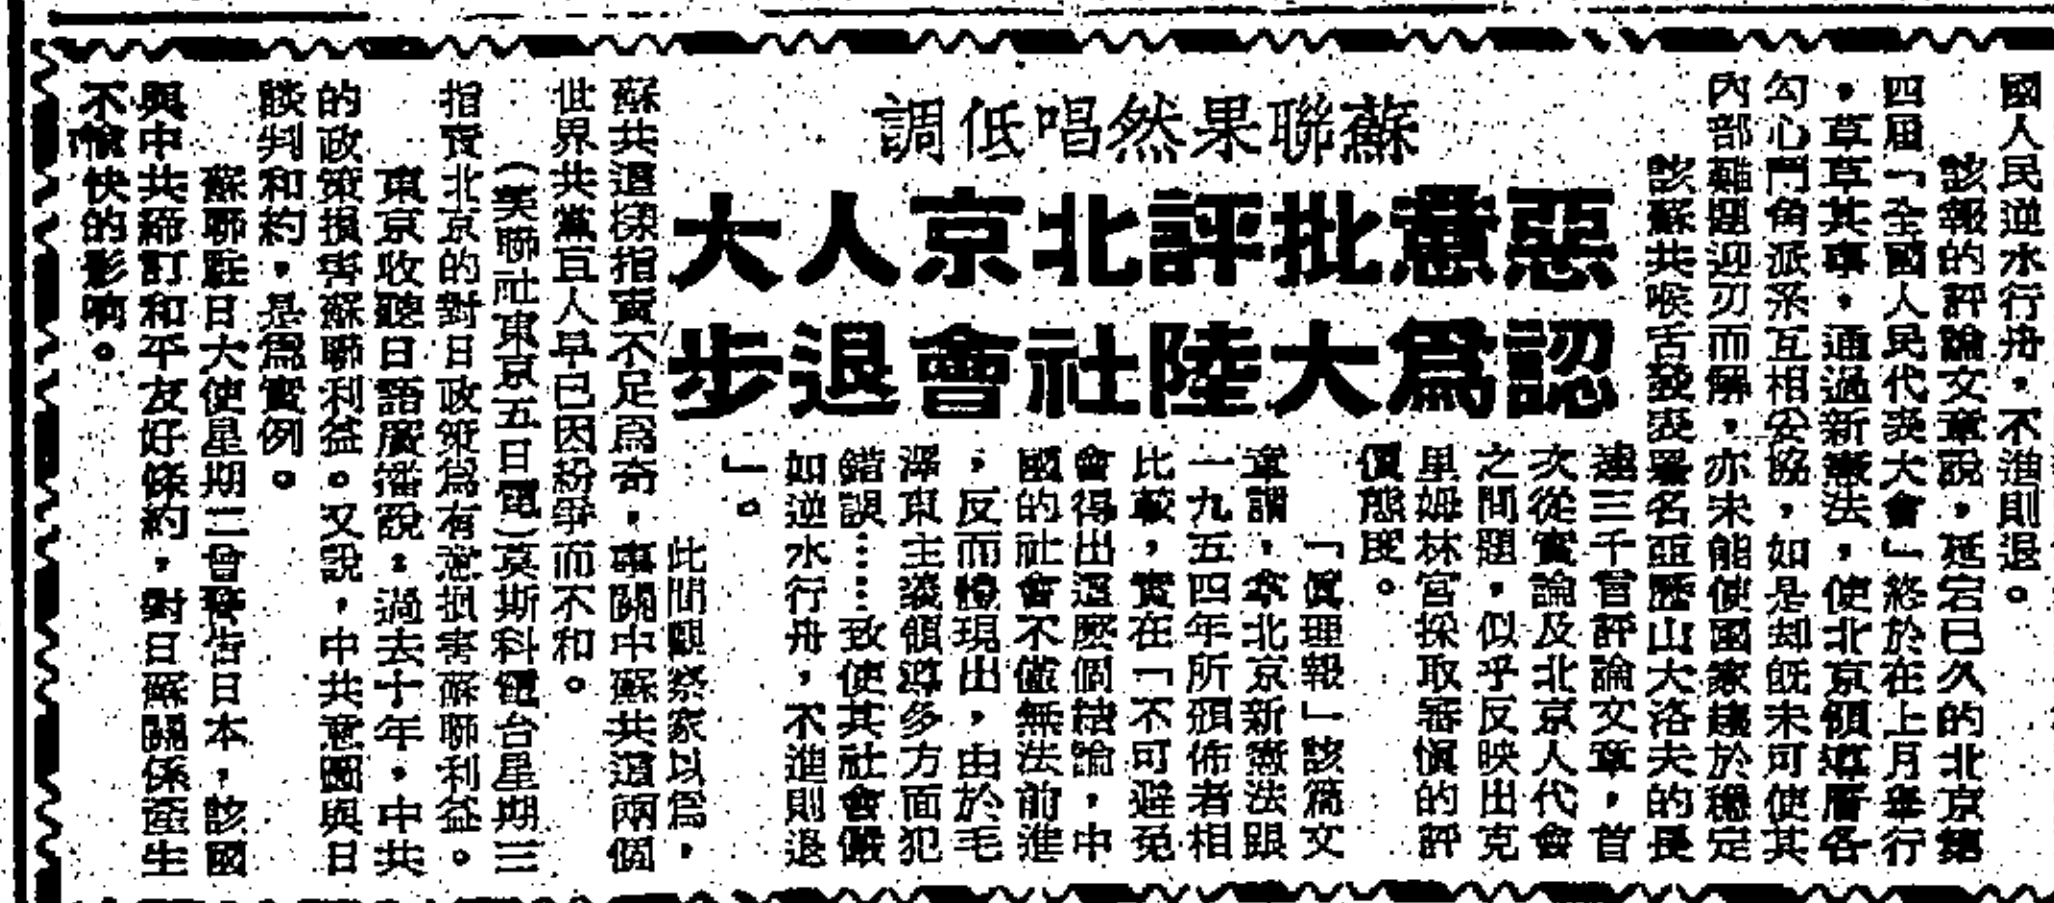 蘇聯果然唱低調
惡意批評北京人大
認爲大陸社會退步
國人民逆水行舟，不進則退。
該報的評論文章說，延宕已久的北京第
四屆「全國人民代表大會」終於在上月舉行
，草草其事，通過新憲法，使北京領導層各
勾心鬥角派系互相妥協，如是却既未可使其
內部難題迎刃而解，亦未能使國家趨於穩定
該蘇共喉舌發表署名亞歷山大洛夫的長
達三千言評論文章，首
次從實論及北京人代會
之問題，似乎反映出克
里姆林宮採取審慎的評
價態度。
「眞理報」該篇文
章謂，拿北京新憲法跟
一九五四年所頒佈者相
比較，實在「不可避免
會得出這麼個結論，中
國的社會不僅無法前進
，反而體現出，由於毛
澤東主義領導多方面犯
錯誤……致使其社會儼
如逆水行舟，不進則退
」。
此間觀察家以爲，
蘇共這樣指責不足爲奇，事關中蘇共這兩個
世界共黨巨人早已因紛爭而不和。
（美聯社東京五日電）莫斯科電台星期三
指責北京的對日政策爲有意損害蘇聯利益。
東京收聽日語廣播說：過去十年，中共
的政策損害蘇聯利益。又說，中共意圖與日
談判和約，是爲實例。
蘇聯駐日大使星期二曾警告日本，該國
與中共締訂和平友好條約，對日蘇關係產生
不愉快的影响。